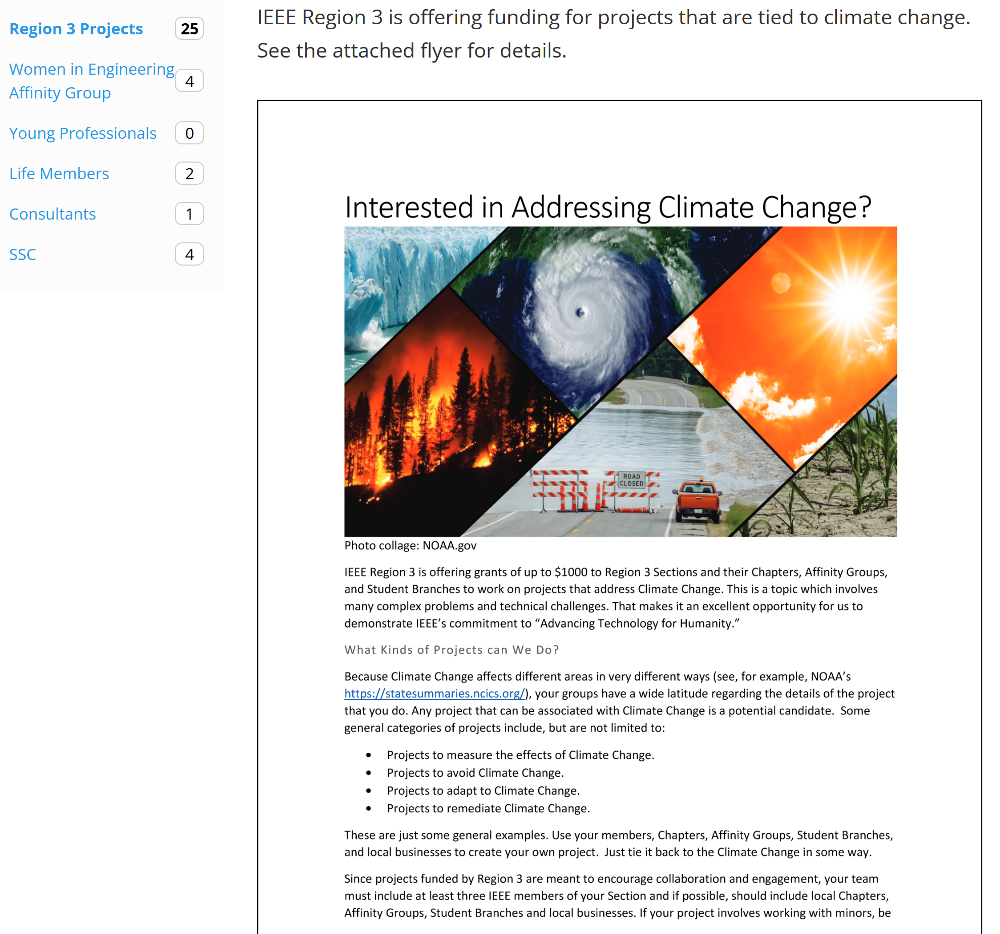 Region 3 Projects 25
Women in Engineering
Affinity Group 4
Young Professionals 0
Life Members 2
Consultants 1
SSC 4
IEEE Region 3 is offering funding for projects that are tied to climate change.
See the attached flyer for details.
Interested in Addressing Climate Change?
ROAD
CLOSED
Photo collage: NOAA.gov
IEEE Region 3 is offering grants of up to $1000 to Region 3 Sections and their Chapters, Affinity Groups,
and Student Branches to work on projects that address Climate Change. This is a topic which involves
many complex problems and technical challenges. That makes it an excellent opportunity for us to
demonstrate IEEE’s commitment to “Advancing Technology for Humanity.”
What Kinds of Projects can We Do?
Because Climate Change affects different areas in very different ways (see, for example, NOAA’s
https://statesummaries.ncics.org/), your groups have a wide latitude regarding the details of the project
that you do. Any project that can be associated with Climate Change is a potential candidate.  Some
general categories of projects include, but are not limited to:
• Projects to measure the effects of Climate Change.
• Projects to avoid Climate Change.
• Projects to adapt to Climate Change.
• Projects to remediate Climate Change.
These are just some general examples. Use your members, Chapters, Affinity Groups, Student Branches,
and local businesses to create your own project.  Just tie it back to the Climate Change in some way.
Since projects funded by Region 3 are meant to encourage collaboration and engagement, your team
must include at least three IEEE members of your Section and if possible, should include local Chapters,
Affinity Groups, Student Branches and local businesses. If your project involves working with minors, be